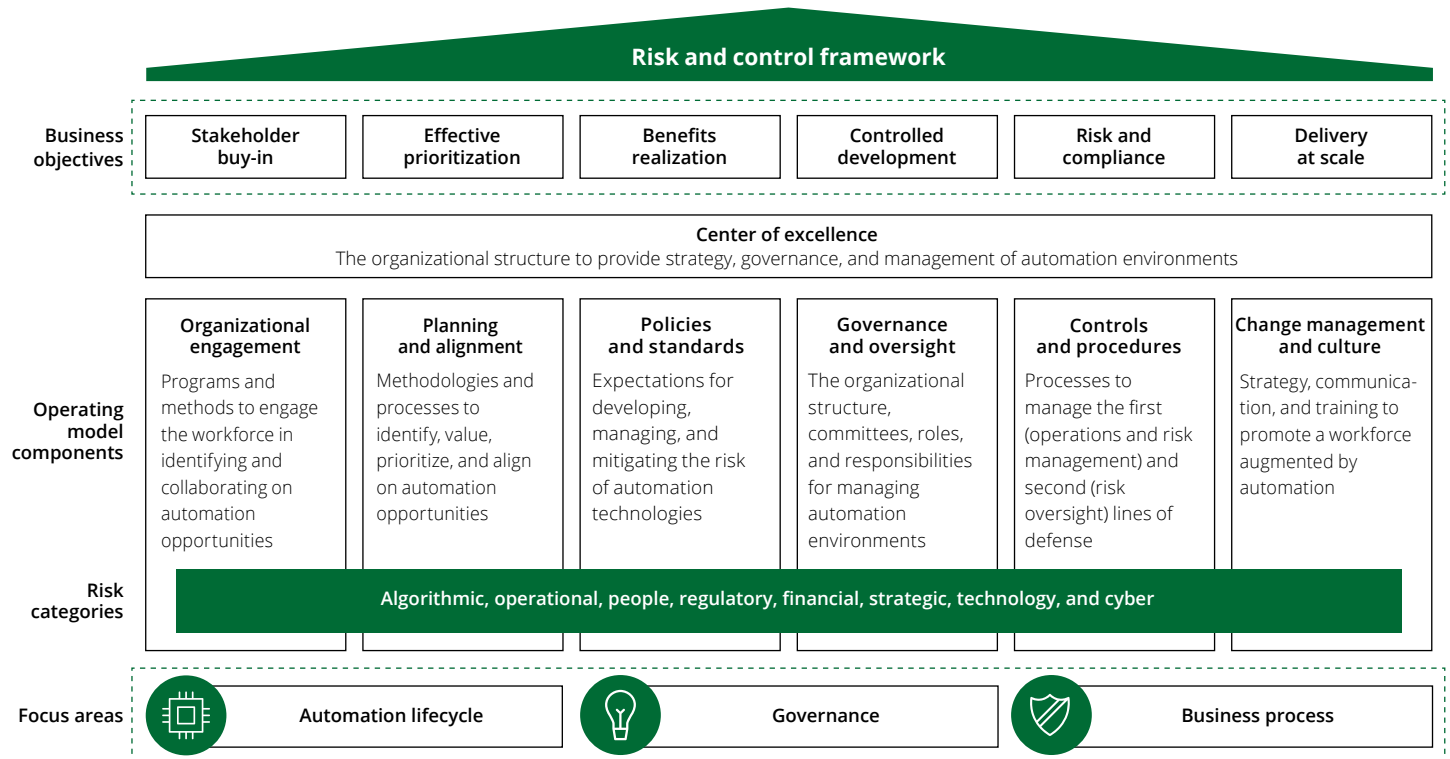 Risk and control framework
Business
objectives
Stakeholder
buy-in
Effective
prioritization
Benefits
realization
Controlled
development
Risk and
compliance
Delivery
at scale
Center of excellence
The organizational structure to provide strategy, governance, and management of automation environments
Operating
model
components
Organizational
engagement
Programs and
methods to engage
the workforce in
identifying and
collaborating on
automation
opportunities
Planning
and alignment
Methodologies and
processes to
identify, value,
prioritize, and align
on automation
opportunities
Policies
and standards
Expectations for
developing,
managing, and
mitigating the risk
of automation
technologies
Governance
and oversight
The organizational
structure,
committees, roles,
and responsibilities
for managing
automation
environments
Controls
and procedures
Processes to
manage the first
(operations and risk
management) and
second (risk
oversight) lines of
defense
Change management
and culture
Strategy, communica-
tion, and training to
promote a workforce
augmented by
automation
Risk
categories
Algorithmic, operational, people, regulatory, financial, strategic, technology, and cyber
Focus areas
Automation lifecycle
Governance
Business process